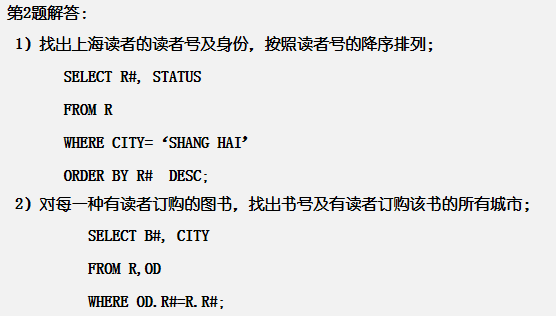 第2题解答:
1) 找出上海读者的读者号及身份, 按照读者号的降序排列;
SELECT R#, STATUS
FROM R
WHERE CITY=‘SHANG HAI’
ORDER BY R# DESC;
2) 对每一种有读者订购的图书, 找出书号及有读者订购该书的所有城市;
SELECT B#, CITY
FROM R,OD
WHERE OD.R#=R.R#;